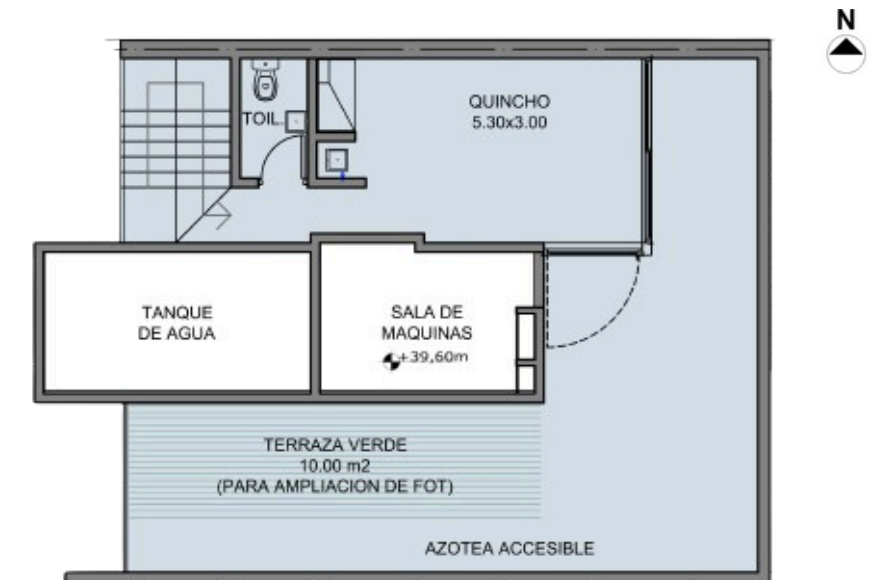 N
QUINCHO
5.30x3.00
TOIL.
TANQUE
DE AGUA
SALA DE
MAQUINAS
+39,60m
TERRAZA VERDE
10.00 m2
(PARA AMPLIACION DE FOT)
AZOTEA ACCESIBLE